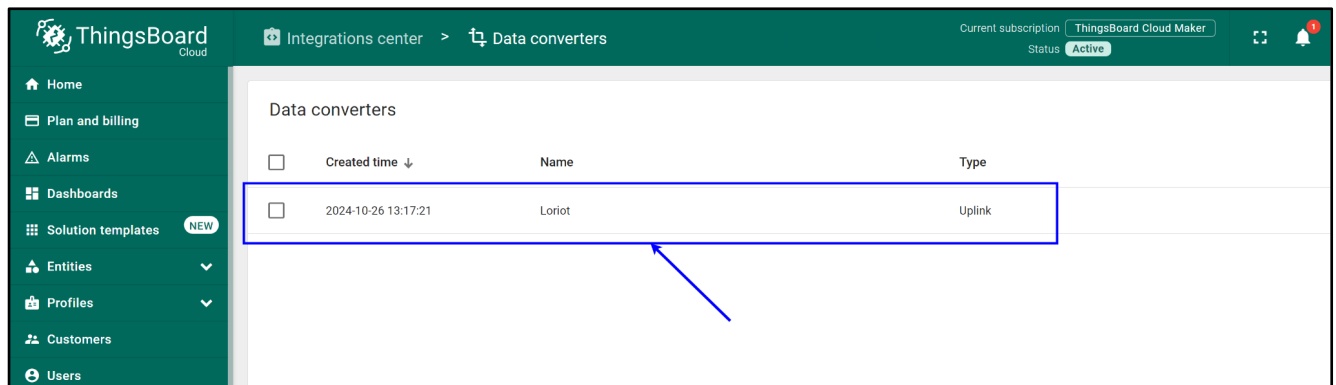 ThingsBoard
Cloud
Integrations center > Data converters
Current subscription ThingsBoard Cloud Maker
Status Active
1
Home
Plan and billing
Alarms
Dashboards
Solution templates NEW
Entities
Profiles
Customers
Users
Data converters
Created time Name Type
2024-10-26 13:17:21 Loriot Uplink